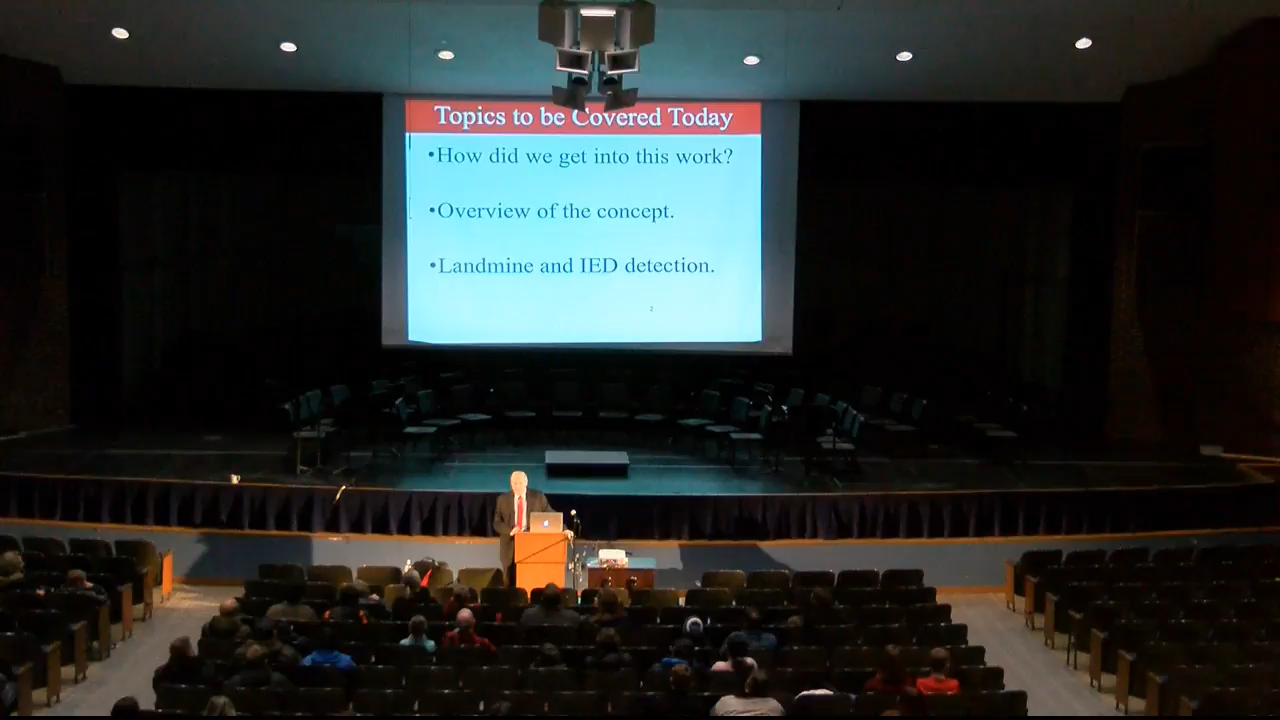 Topics to be Covered Today
•How did we get into this work?
•Overview of the concept.
•Landmine and IED detection.
2